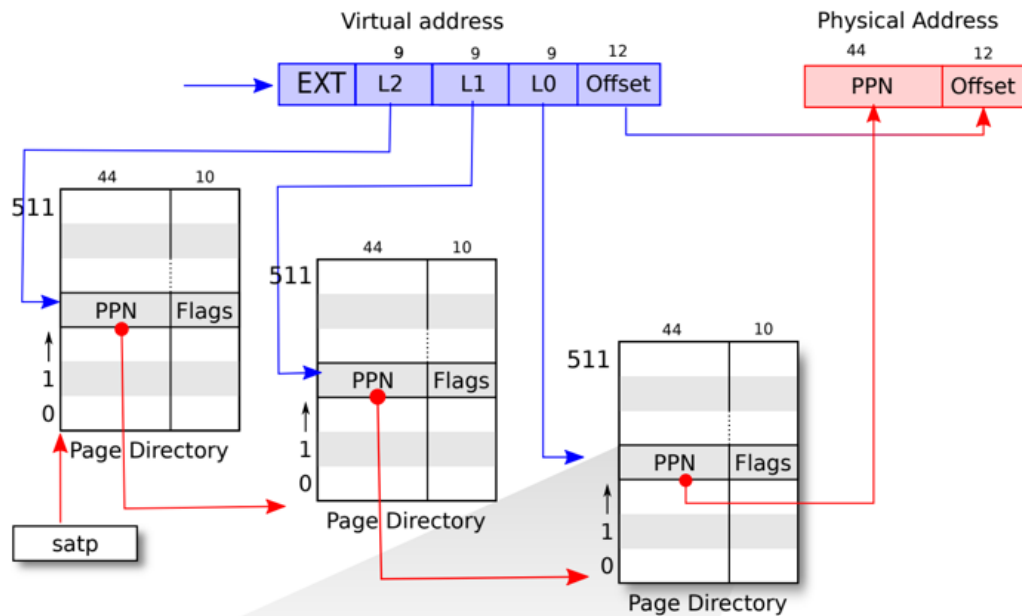 Virtual address
Physical Address
9 9 9 12
44 12
EXT L2 L1 L0 Offset
PPN Offset
44 10
511
PPN Flags
1
0
Page Directory
satp
44 10
511
PPN Flags
1
0
Page Directory
44 10
511
PPN Flags
1
0
Page Directory